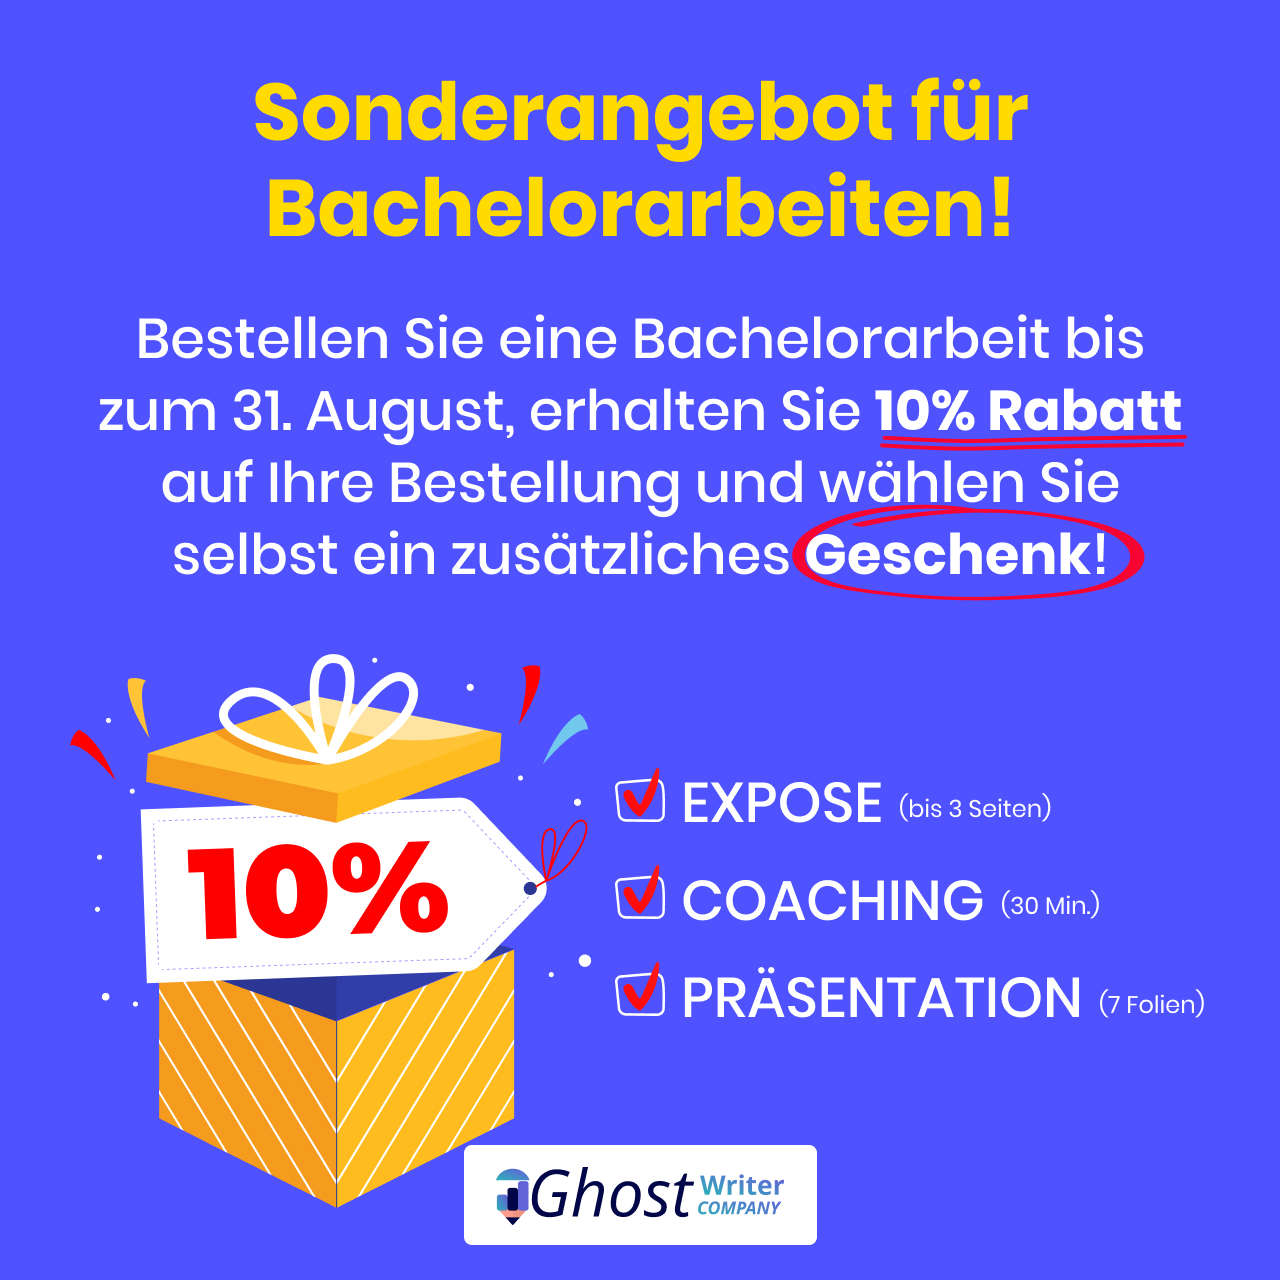 Sonderangebot für
Bachelorarbeiten!
Bestellen Sie eine Bachelorarbeit bis
zum 31. August, erhalten Sie 10% Rabatt
auf Ihre Bestellung und wählen Sie
selbst ein zusätzliches Geschenk!
10%
EXPOSE (bis 3 Seiten)
COACHING (30 Min.)
PRÄSENTATION (7 Folien)
Ghost Writer
COMPANY